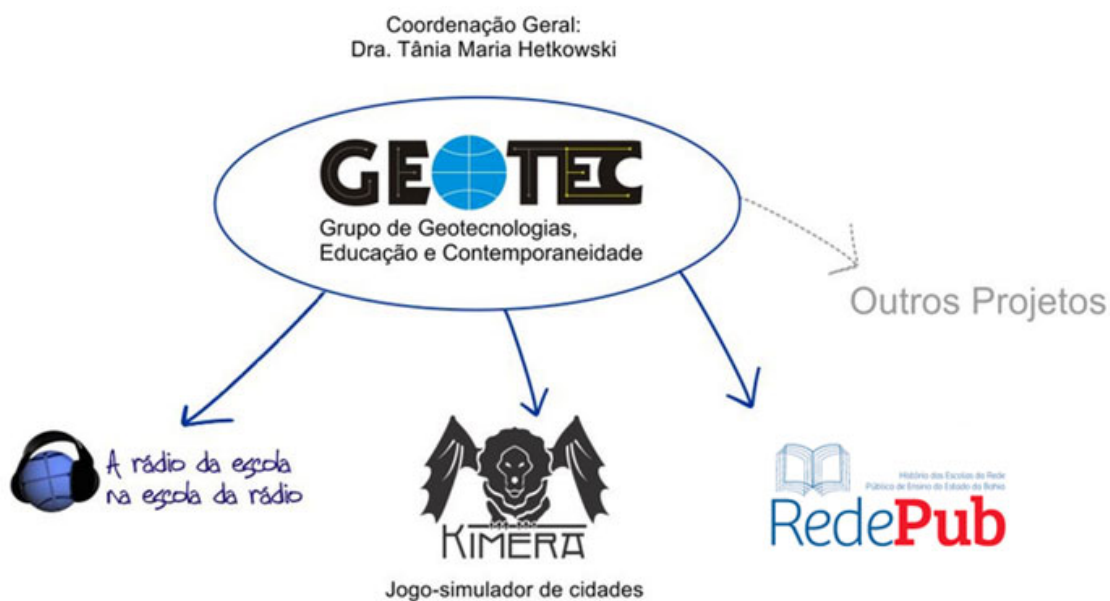 Coordenação Geral:
Dra. Tânia Maria Hetkowski
GEOTEC
Grupo de Geotecnologias,
Educação e Contemporaneidade
Outros Projetos
A rádio da escola
na escola da rádio
KIMERA
Jogo-simulador de cidades
História das Escolas da Rede
Pública de Ensino do Estado da Bahia
RedePub